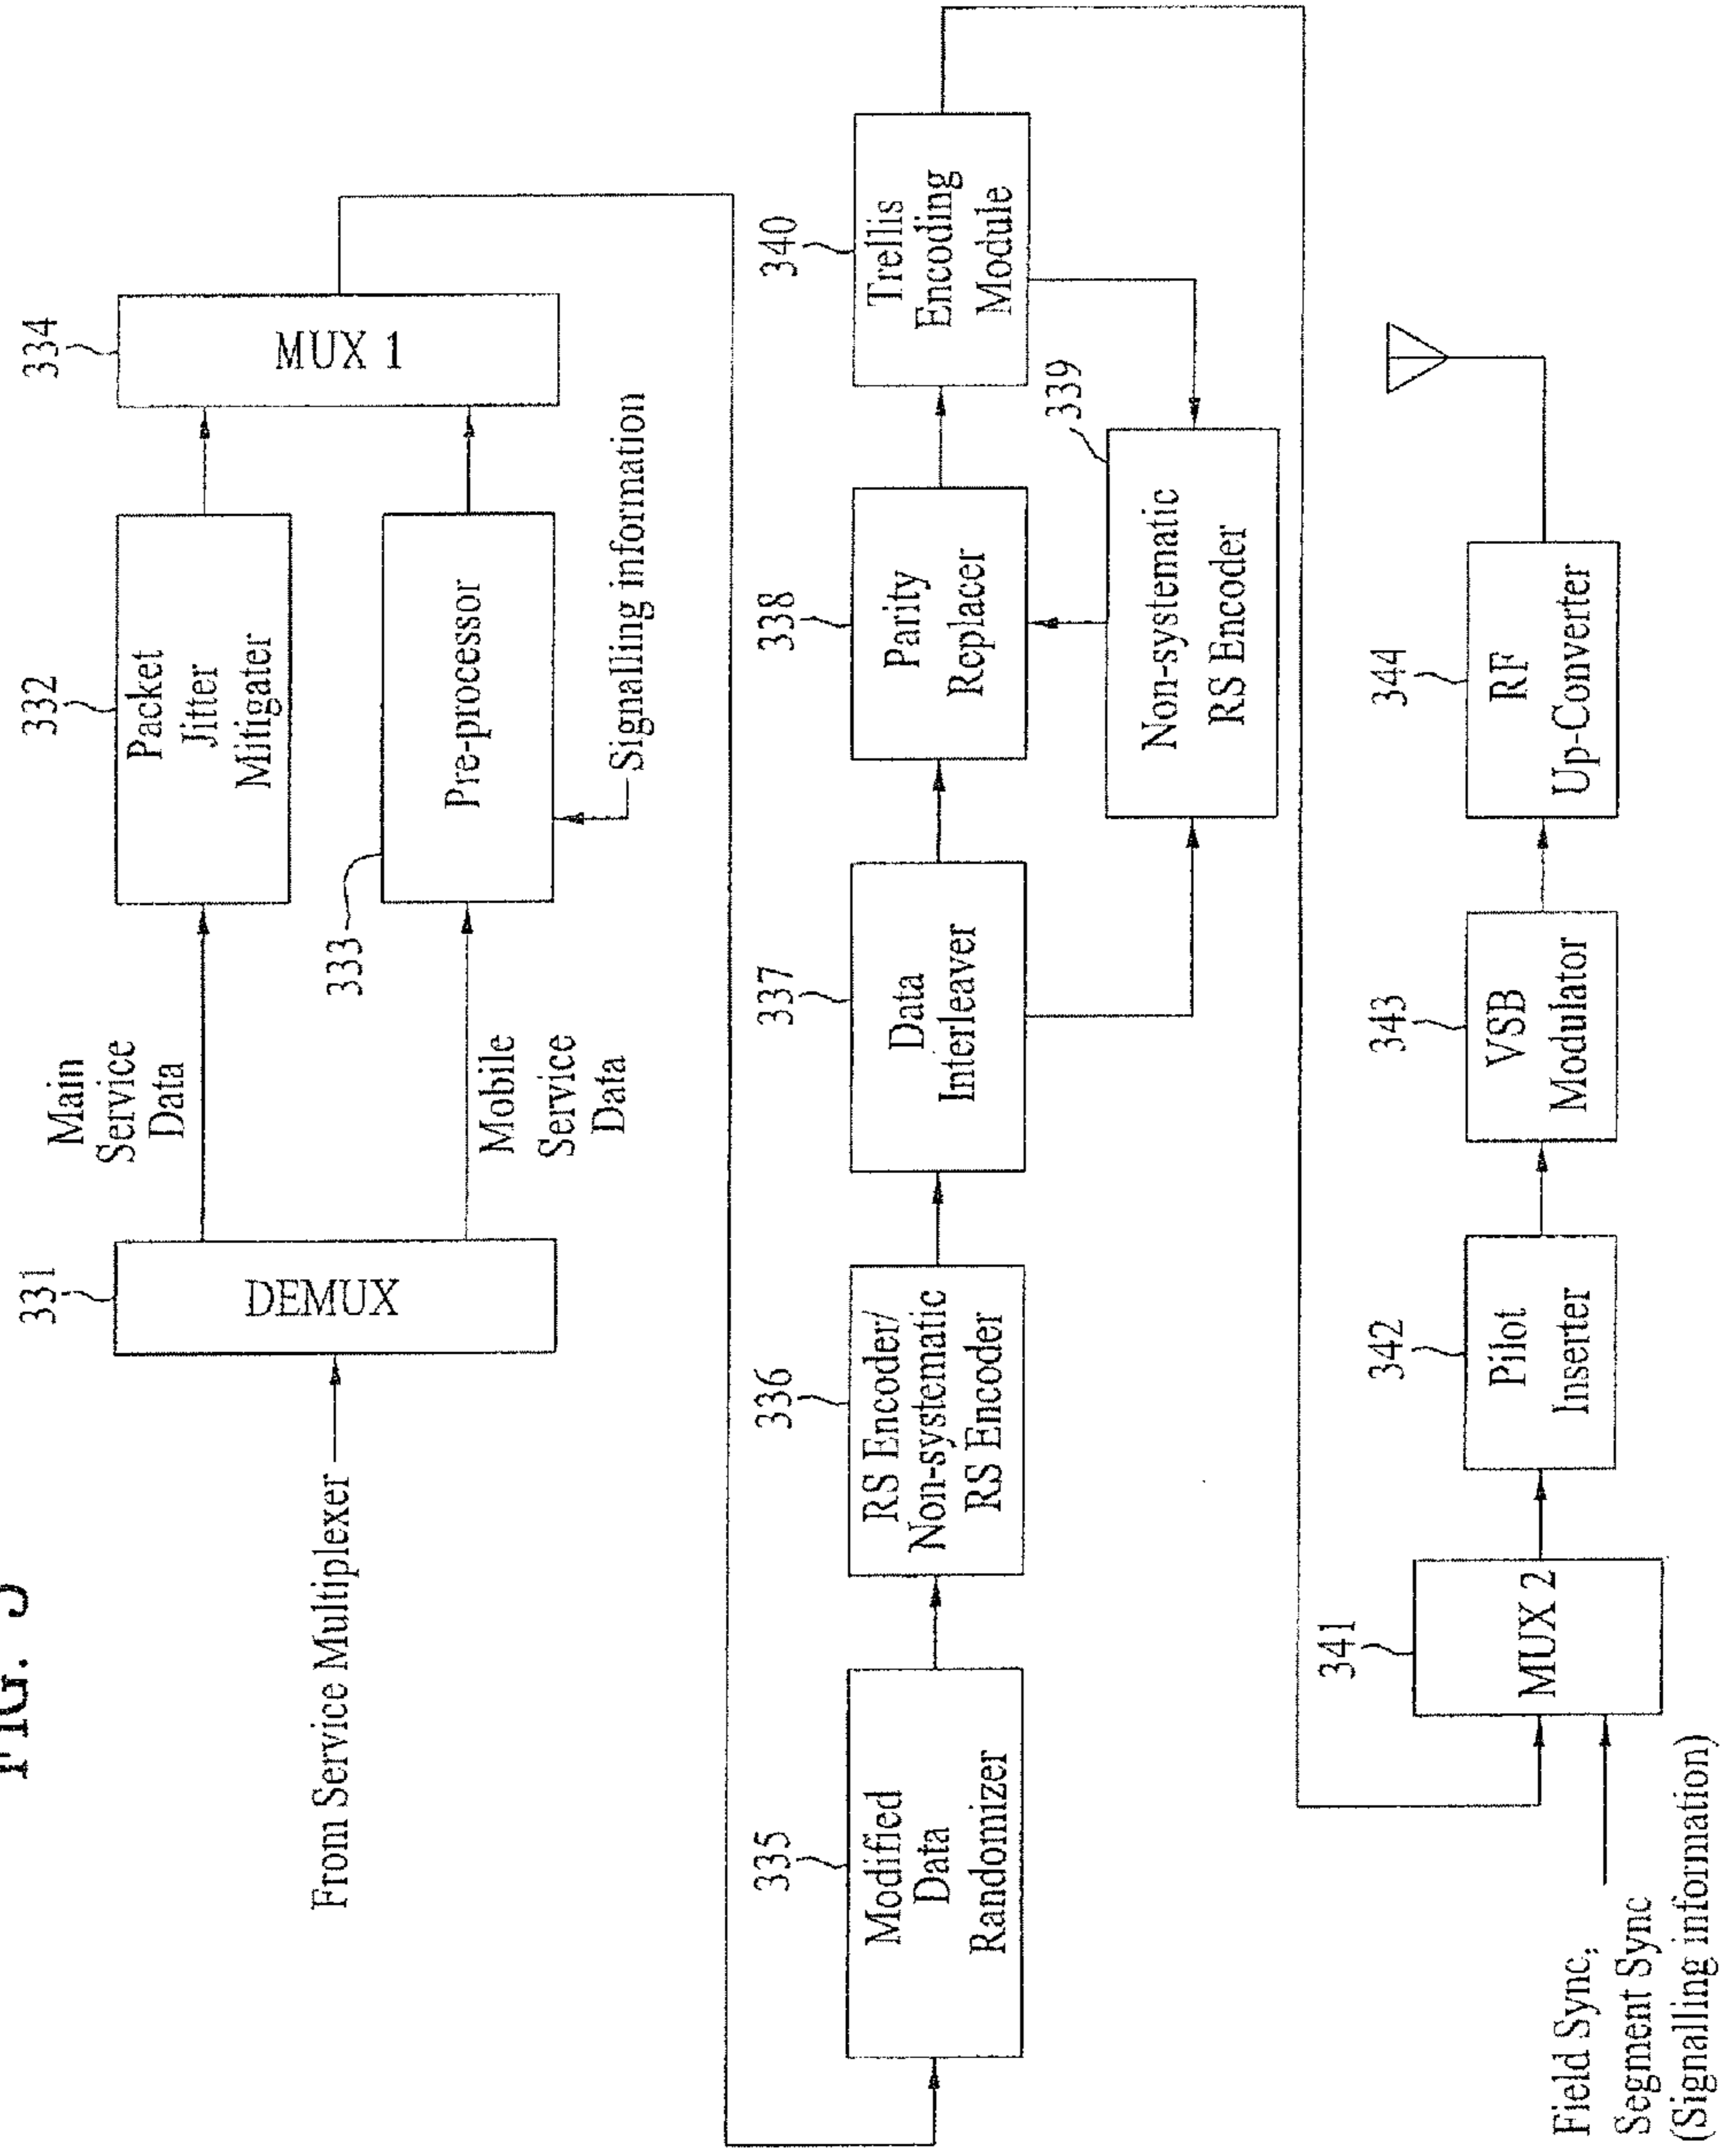 FIG. 5
331
DEMUX
From Service Multiplexer
Main
Service
Data
Mobile
Service
Data
332
Packet
Jitter
Mitigater
333
Pre-processor
Signalling information
334
MUX 1
335
Modified
Data
Randomizer
336
RS Encoder/
Non-systematic
RS Encoder
337
Data
Interleaver
338
Parity
Replacer
339
Non-systematic
RS Encoder
340
Trellis
Encoding
Module
341
MUX 2
Field Sync,
Segment Sync
(Signalling information)
342
Pilot
Inserter
343
VSB
Modulator
344
RF
Up-Converter